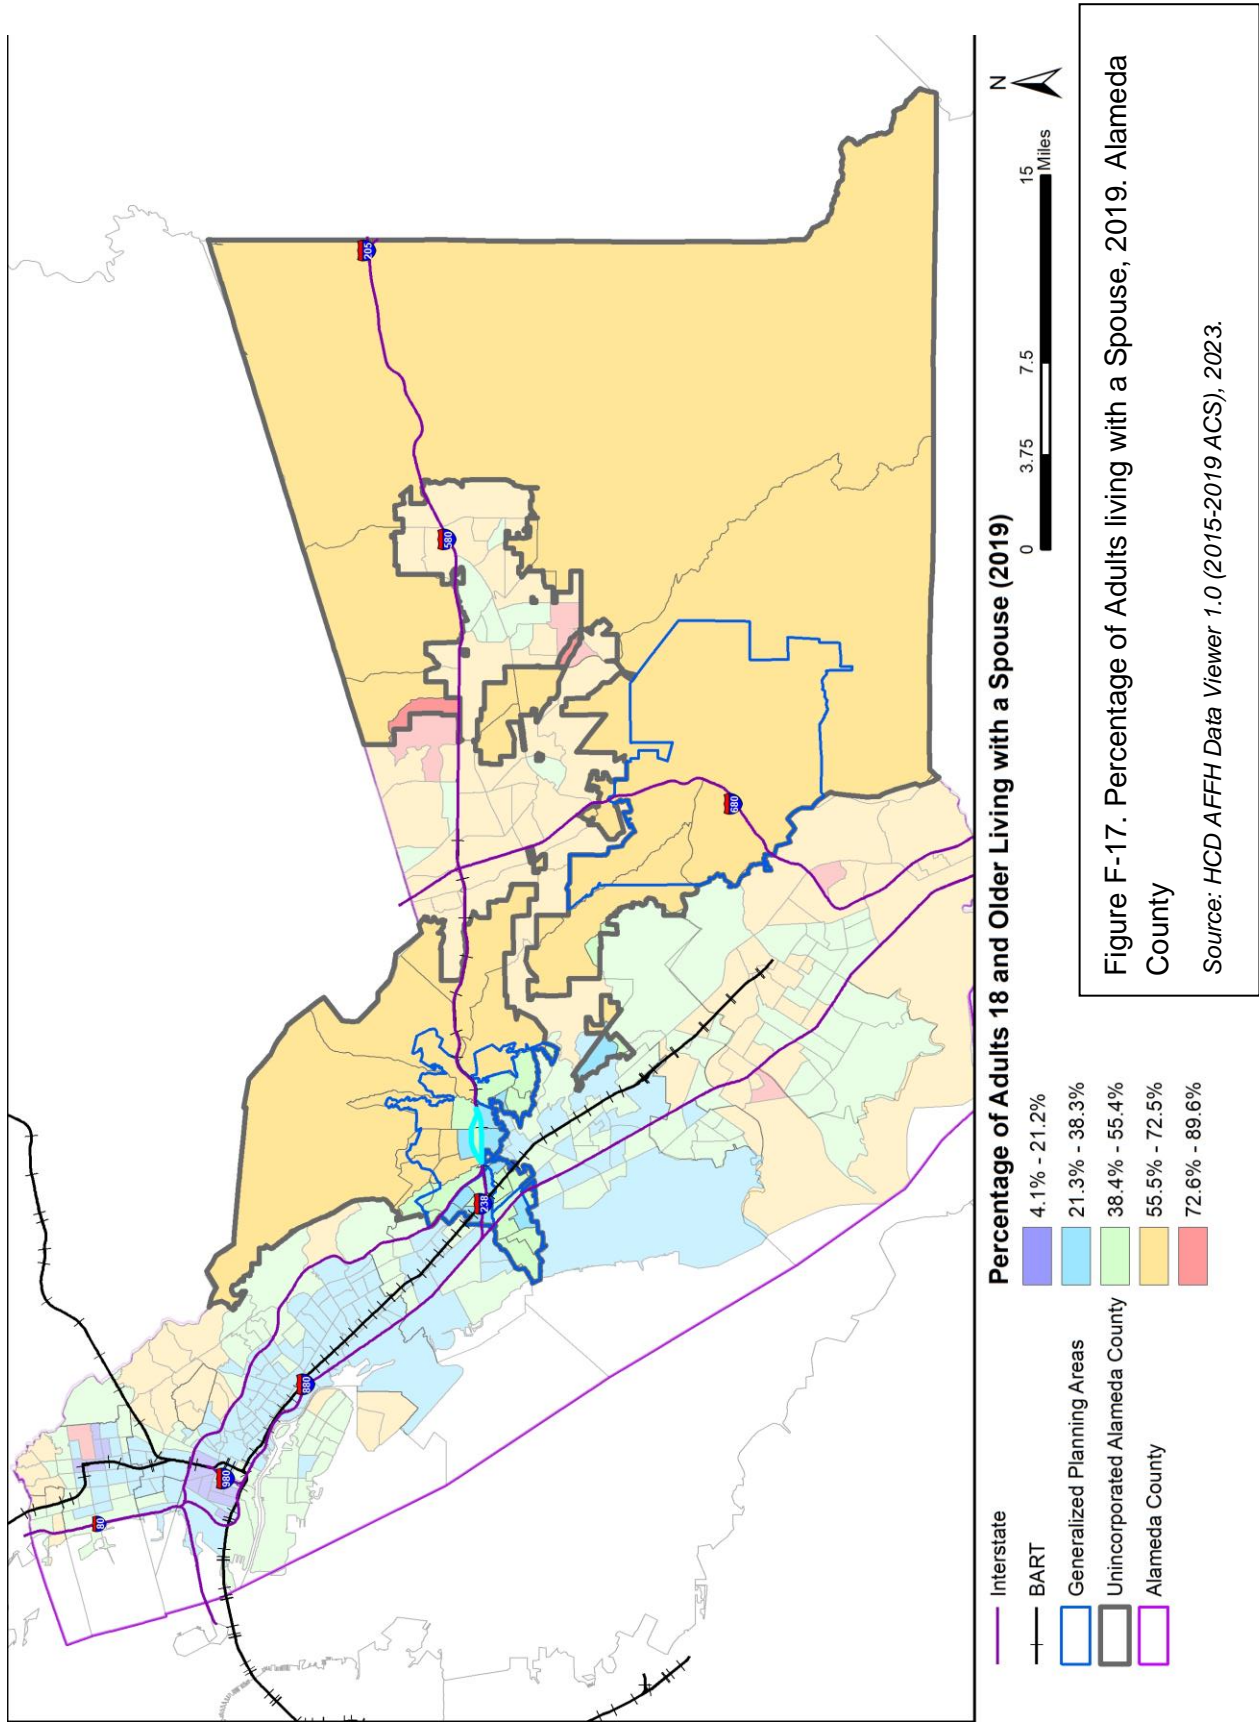 80
980
880
238
580
205
680
Percentage of Adults 18 and Older Living with a Spouse (2019)
Interstate
BART
Generalized Planning Areas
Unincorporated Alameda County
Alameda County
4.1% - 21.2%
21.3% - 38.3%
38.4% - 55.4%
55.5% - 72.5%
72.6% - 89.6%
0 3.75 7.5 15
Miles
N
Figure F-17. Percentage of Adults living with a Spouse, 2019. Alameda
County
Source: HCD AFFH Data Viewer 1.0 (2015-2019 ACS), 2023.